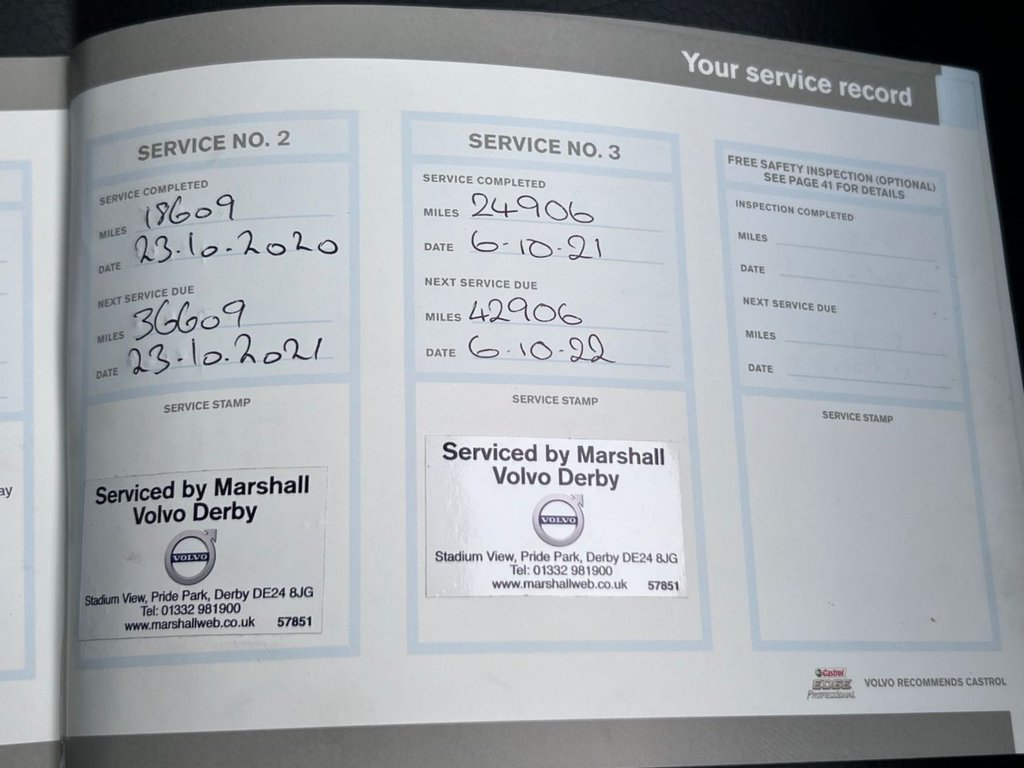 Your service record
ay
SERVICE NO. 2
SERVICE COMPLETED
MILES 18609
DATE 23.10.2020
NEXT SERVICE DUE
MILES 36609
DATE 23.10.2021
SERVICE STAMP
Serviced by Marshall
Volvo Derby
VOLVO
Stadium View, Pride Park, Derby DE24 8JG
Tel: 01332 981900
www.marshallweb.co.uk 57851
SERVICE NO. 3
SERVICE COMPLETED
MILES 24906
DATE 6-10-21
NEXT SERVICE DUE
MILES 42906
DATE 6.10.22
SERVICE STAMP
Serviced by Marshall
Volvo Derby
VOLVO
Stadium View, Pride Park, Derby DE24 8JG
Tel: 01332 981900
www.marshallweb.co.uk 57851
FREE SAFETY INSPECTION (OPTIONAL)
SEE PAGE 41 FOR DETAILS
INSPECTION COMPLETED
MILES
DATE
NEXT SERVICE DUE
MILES
DATE
SERVICE STAMP
Castrol
EDGE
PROFESSIONAL
VOLVO RECOMMENDS CASTROL